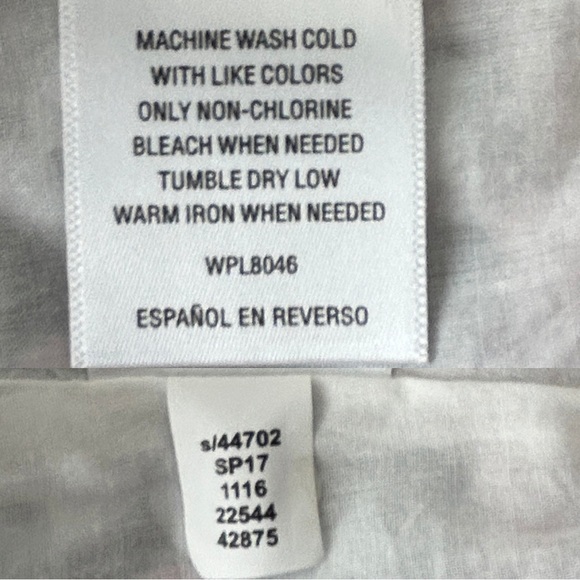 MACHINE WASH COLD
WITH LIKE COLORS
ONLY NON-CHLORINE
BLEACH WHEN NEEDED
TUMBLE DRY LOW
WARM IRON WHEN NEEDED
WPL8046
ESPAÑOL EN REVERSO
s/44702
SP17
1116
22544
42875